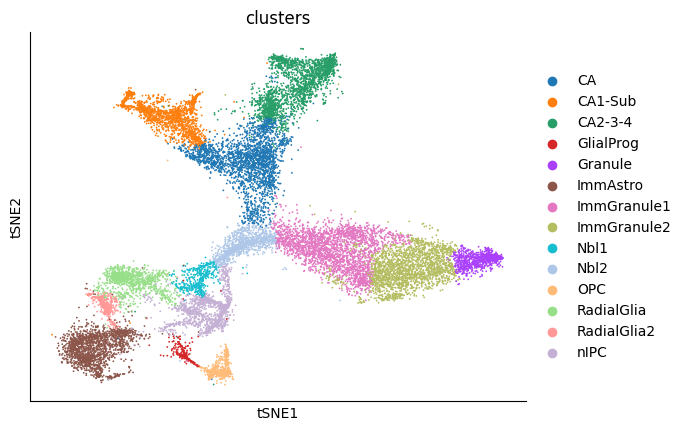 clusters
CA
CA1-Sub
CA2-3-4
GlialProg
Granule
ImmAstro
ImmGranule1
ImmGranule2
Nbl1
Nbl2
OPC
RadialGlia
RadialGlia2
nIPC
tSNE2
tSNE1